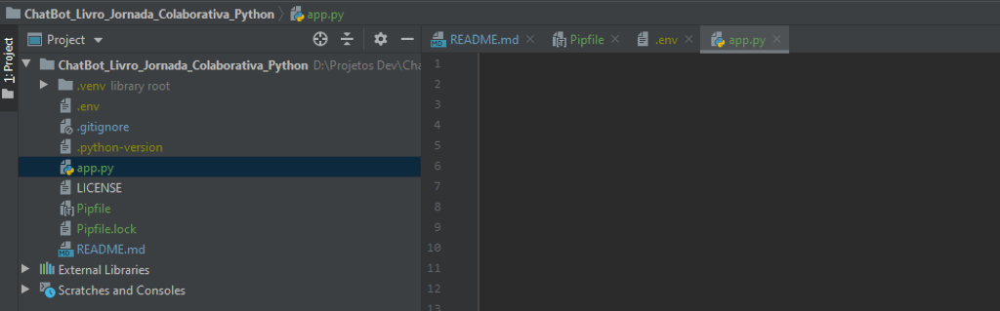 ChatBot_Livro_Jornada_Colaborativa_Python app.py
1: Project
Project
README.md Pipfile .env app.py
ChatBot_Livro_Jornada_Colaborativa_Python D:\Projetos Dev\Cha
.venv library root
.env
.gitignore
.python-version
app.py
LICENSE
Pipfile
Pipfile.lock
README.md
External Libraries
Scratches and Consoles
1
2
3
4
5
6
7
8
9
10
11
12
13